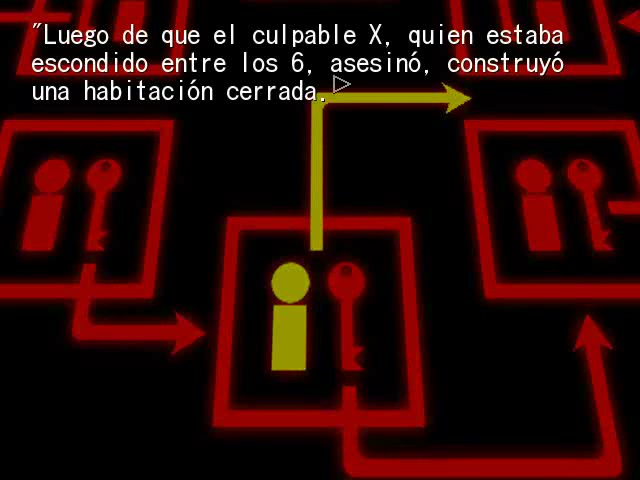 "Luego de que el culpable X, quien estaba
escondido entre los 6, asesinó, construyó
una habitación cerrada.